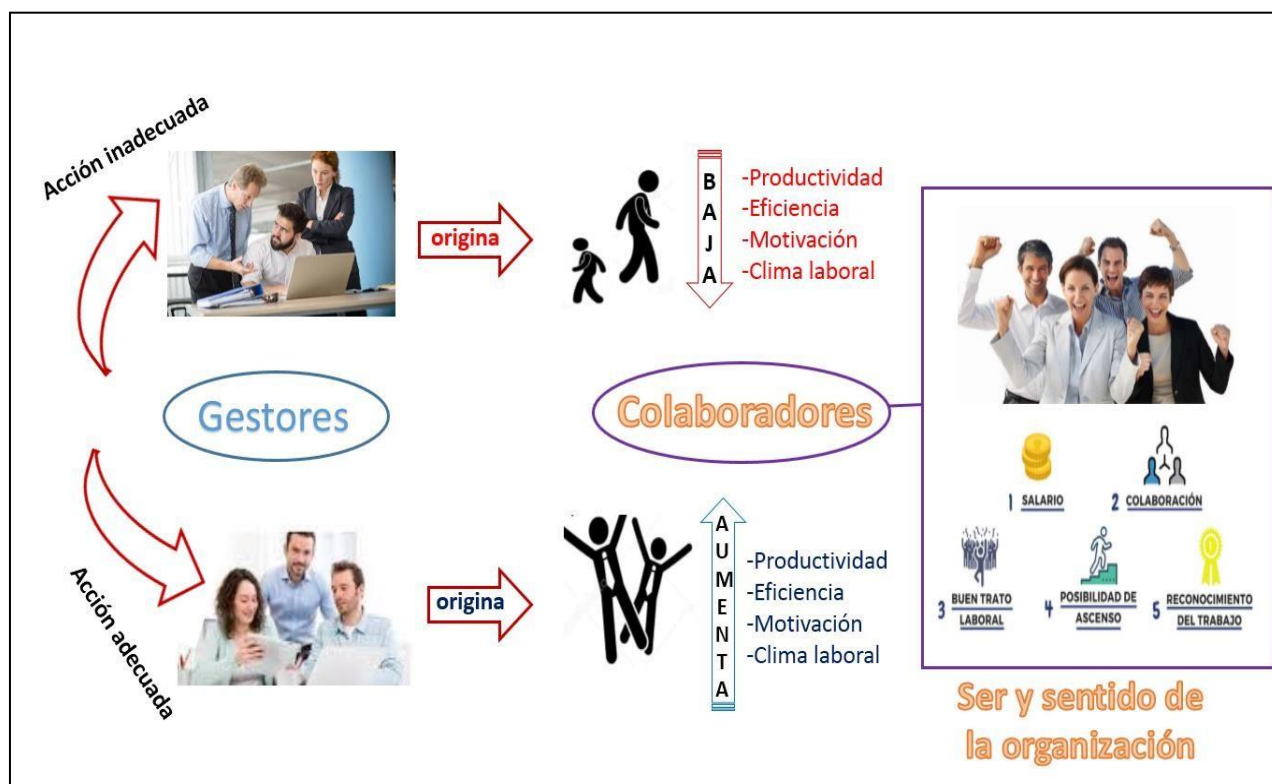 Acción inadecuada
origina
BAJA
-Productividad
-Eficiencia
-Motivación
-Clima laboral
Gestores
Colaboradores
1 SALARIO
2 COLABORACIÓN
3 BUEN TRATO
LABORAL
4 POSIBILIDAD DE
ASCENSO
5 RECONOCIMIENTO
DEL TRABAJO
Acción adecuada
origina
AUMENTA
-Productividad
-Eficiencia
-Motivación
-Clima laboral
Ser y sentido de
la organización